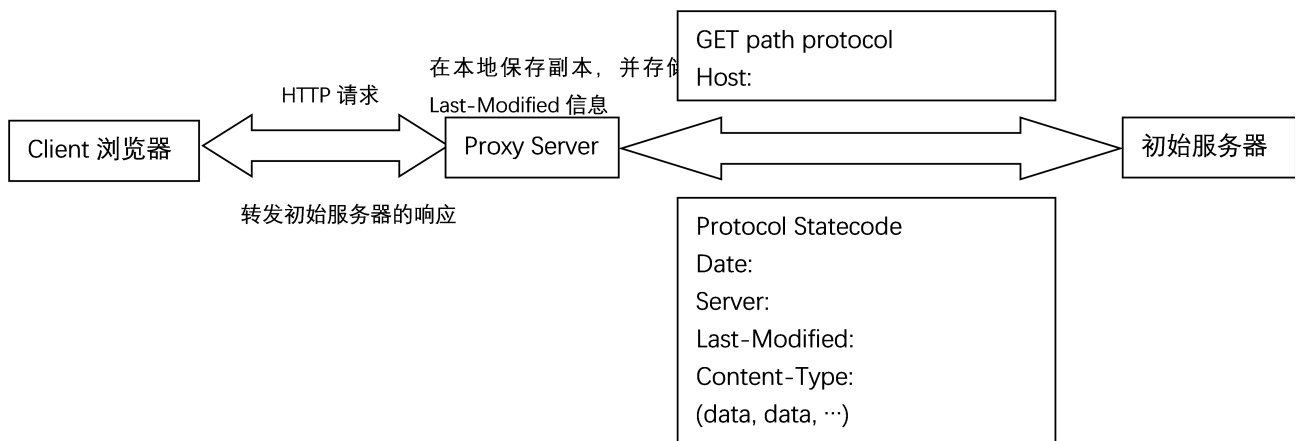 GET path protocol
Host:
在本地保存副本，并存储
Last-Modified 信息
HTTP 请求
Client 浏览器
Proxy Server
初始服务器
转发初始服务器的响应
Protocol Statecode
Date:
Server:
Last-Modified:
Content-Type:
(data, data, …)